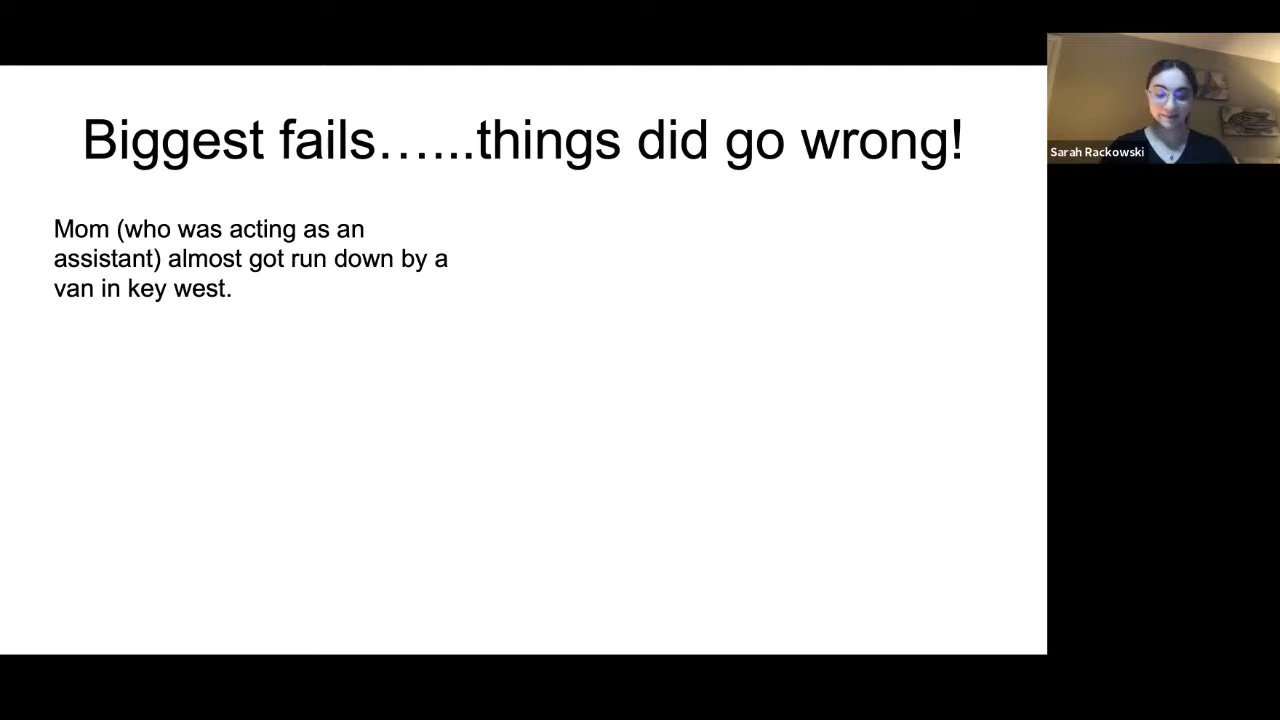 Biggest fails…...things did go wrong!
Mom (who was acting as an
assistant) almost got run down by a
van in key west.
Sarah Rackowski